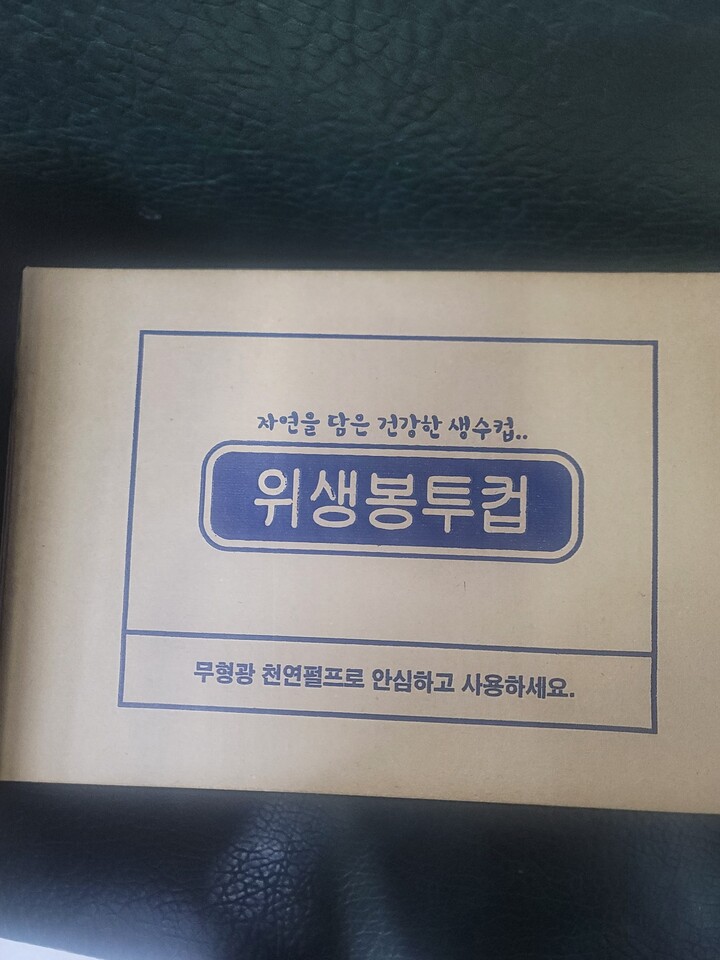 자연을 담은 건강한 생수컵..
위생봉투컵
무형광 천연펄프로 안심하고 사용하세요.